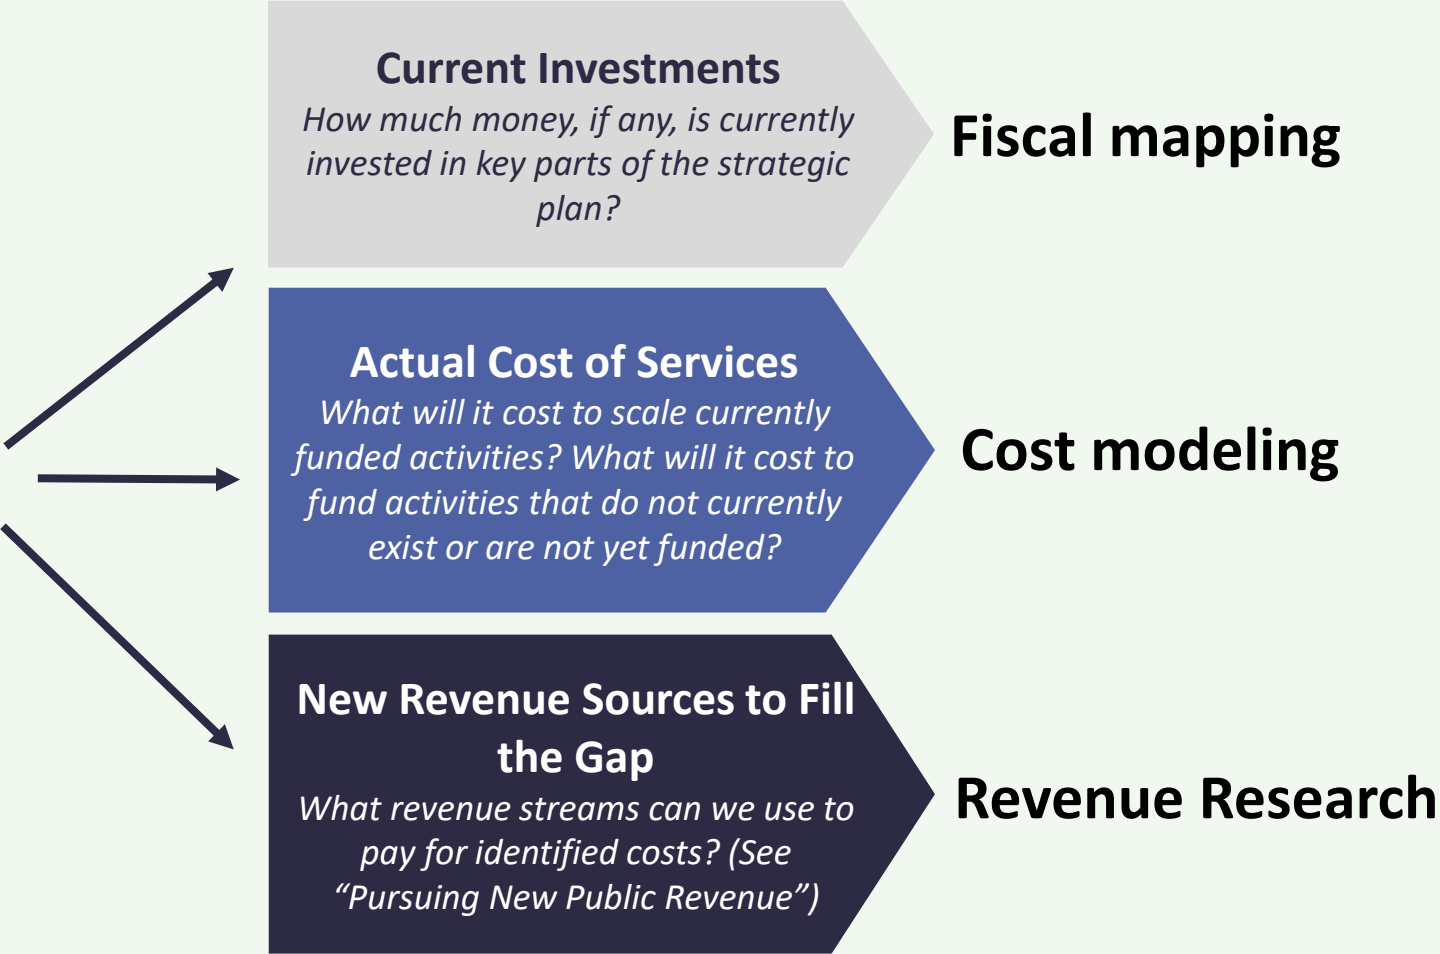 Current Investments
How much money, if any, is currently
invested in key parts of the strategic
plan?
Fiscal mapping
Actual Cost of Services
What will it cost to scale currently
funded activities? What will it cost to
fund activities that do not currently
exist or are not yet funded?
Cost modeling
New Revenue Sources to Fill
the Gap
What revenue streams can we use to
pay for identified costs? (See
“Pursuing New Public Revenue”)
Revenue Research